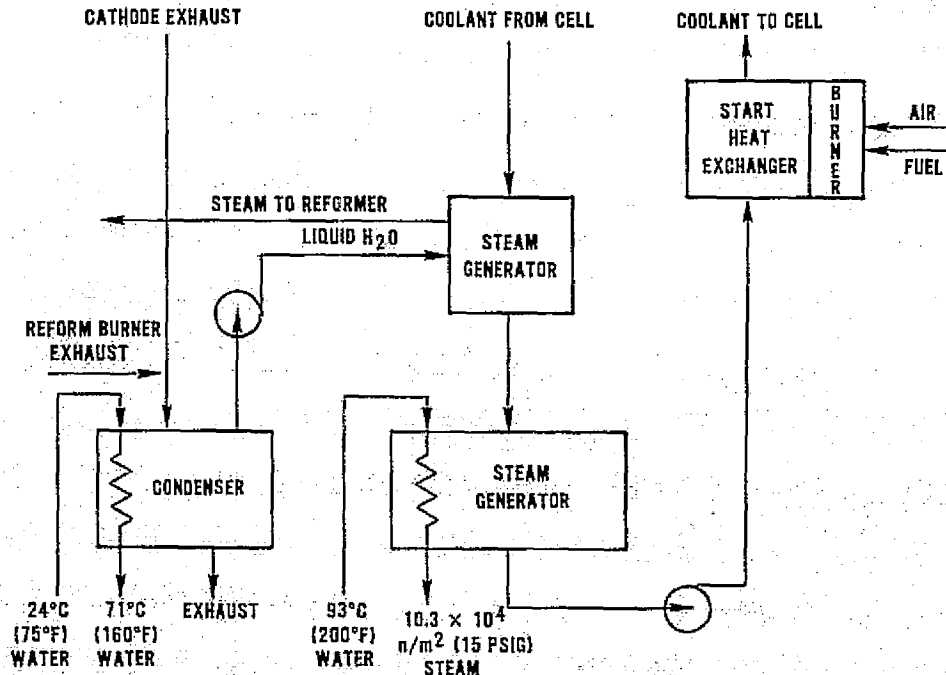 CATHODE EXHAUST
COOLANT FROM CELL
COOLANT TO CELL
START
HEAT
EXCHANGER
BURNER
AIR
FUEL
STEAM TO REFORMER
LIQUID H₂O
STEAM
GENERATOR
REFORM BURNER
EXHAUST
CONDENSER
STEAM
GENERATOR
24°C
(75°F)
WATER
71°C
(160°F)
WATER
EXHAUST
93°C
(200°F)
WATER
10.3 × 10⁴
n/m² (15 PSIG)
STEAM